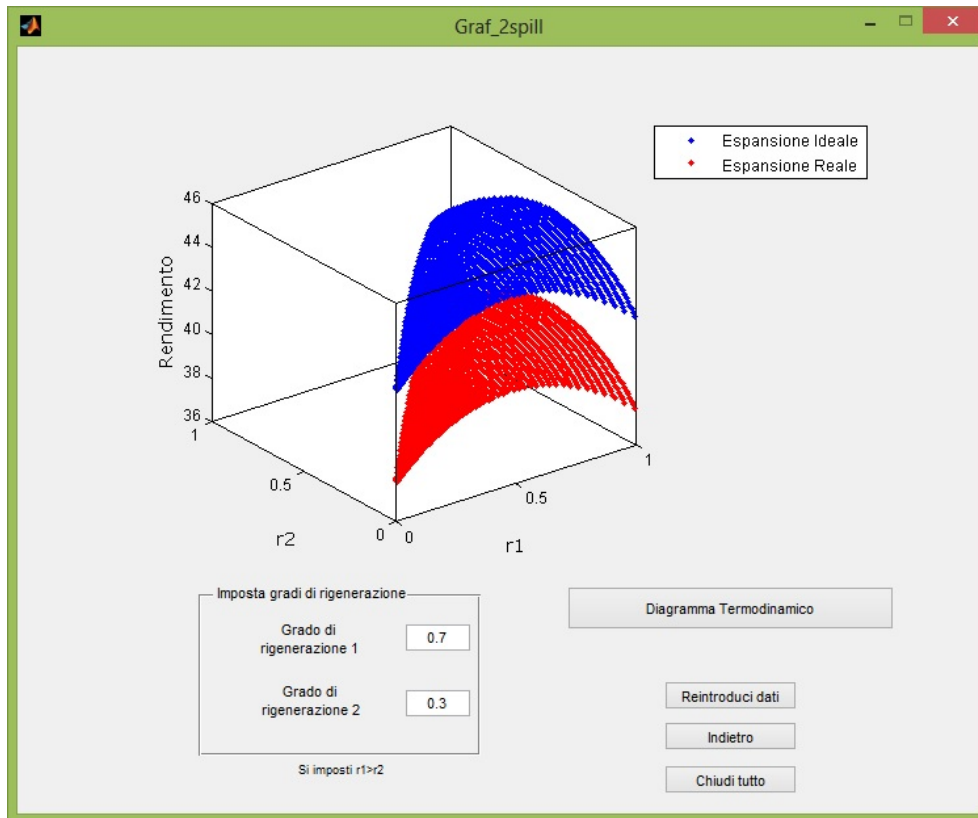 Graf_2spill
Espansione Ideale
Espansione Reale
46
44
42
40
38
36
Rendimento
1
0.5
0
r2
0
0.5
1
r1
Imposta gradi di rigenerazione
Grado di
rigenerazione 1
0.7
Grado di
rigenerazione 2
0.3
Si imposti r1>r2
Diagramma Termodinamico
Reintroduci dati
Indietro
Chiudi tutto